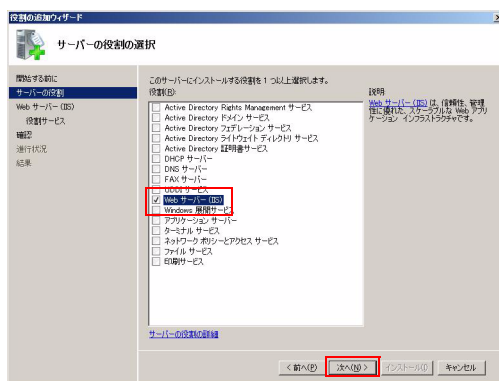 役割の追加ウィザード
サーバーの役割の選択
開始する前に
サーバーの役割
Web サーバー (IIS)
役割サービス
確認
進行状況
結果
このサーバーにインストールする役割を 1 つ以上選択します。
役割(R):
Active Directory Rights Management サービス
Active Directory ドメイン サービス
Active Directory フェデレーション サービス
Active Directory ライトウェイト ディレクトリ サービス
Active Directory 証明書サービス
DHCP サーバー
DNS サーバー
FAX サーバー
UDDI サービス
Web サーバー (IIS)
Windows 展開サービス
アプリケーション サーバー
ターミナル サービス
ネットワーク ポリシーとアクセス サービス
ファイル サービス
印刷サービス
サーバーの役割の詳細
説明
Web サーバー (IIS) は、信頼性、管理
性に優れた、スケーラブルな Web アプリ
ケーション インフラストラクチャです。
< 前へ(P)
次へ(N) >
インストール(I)
キャンセル